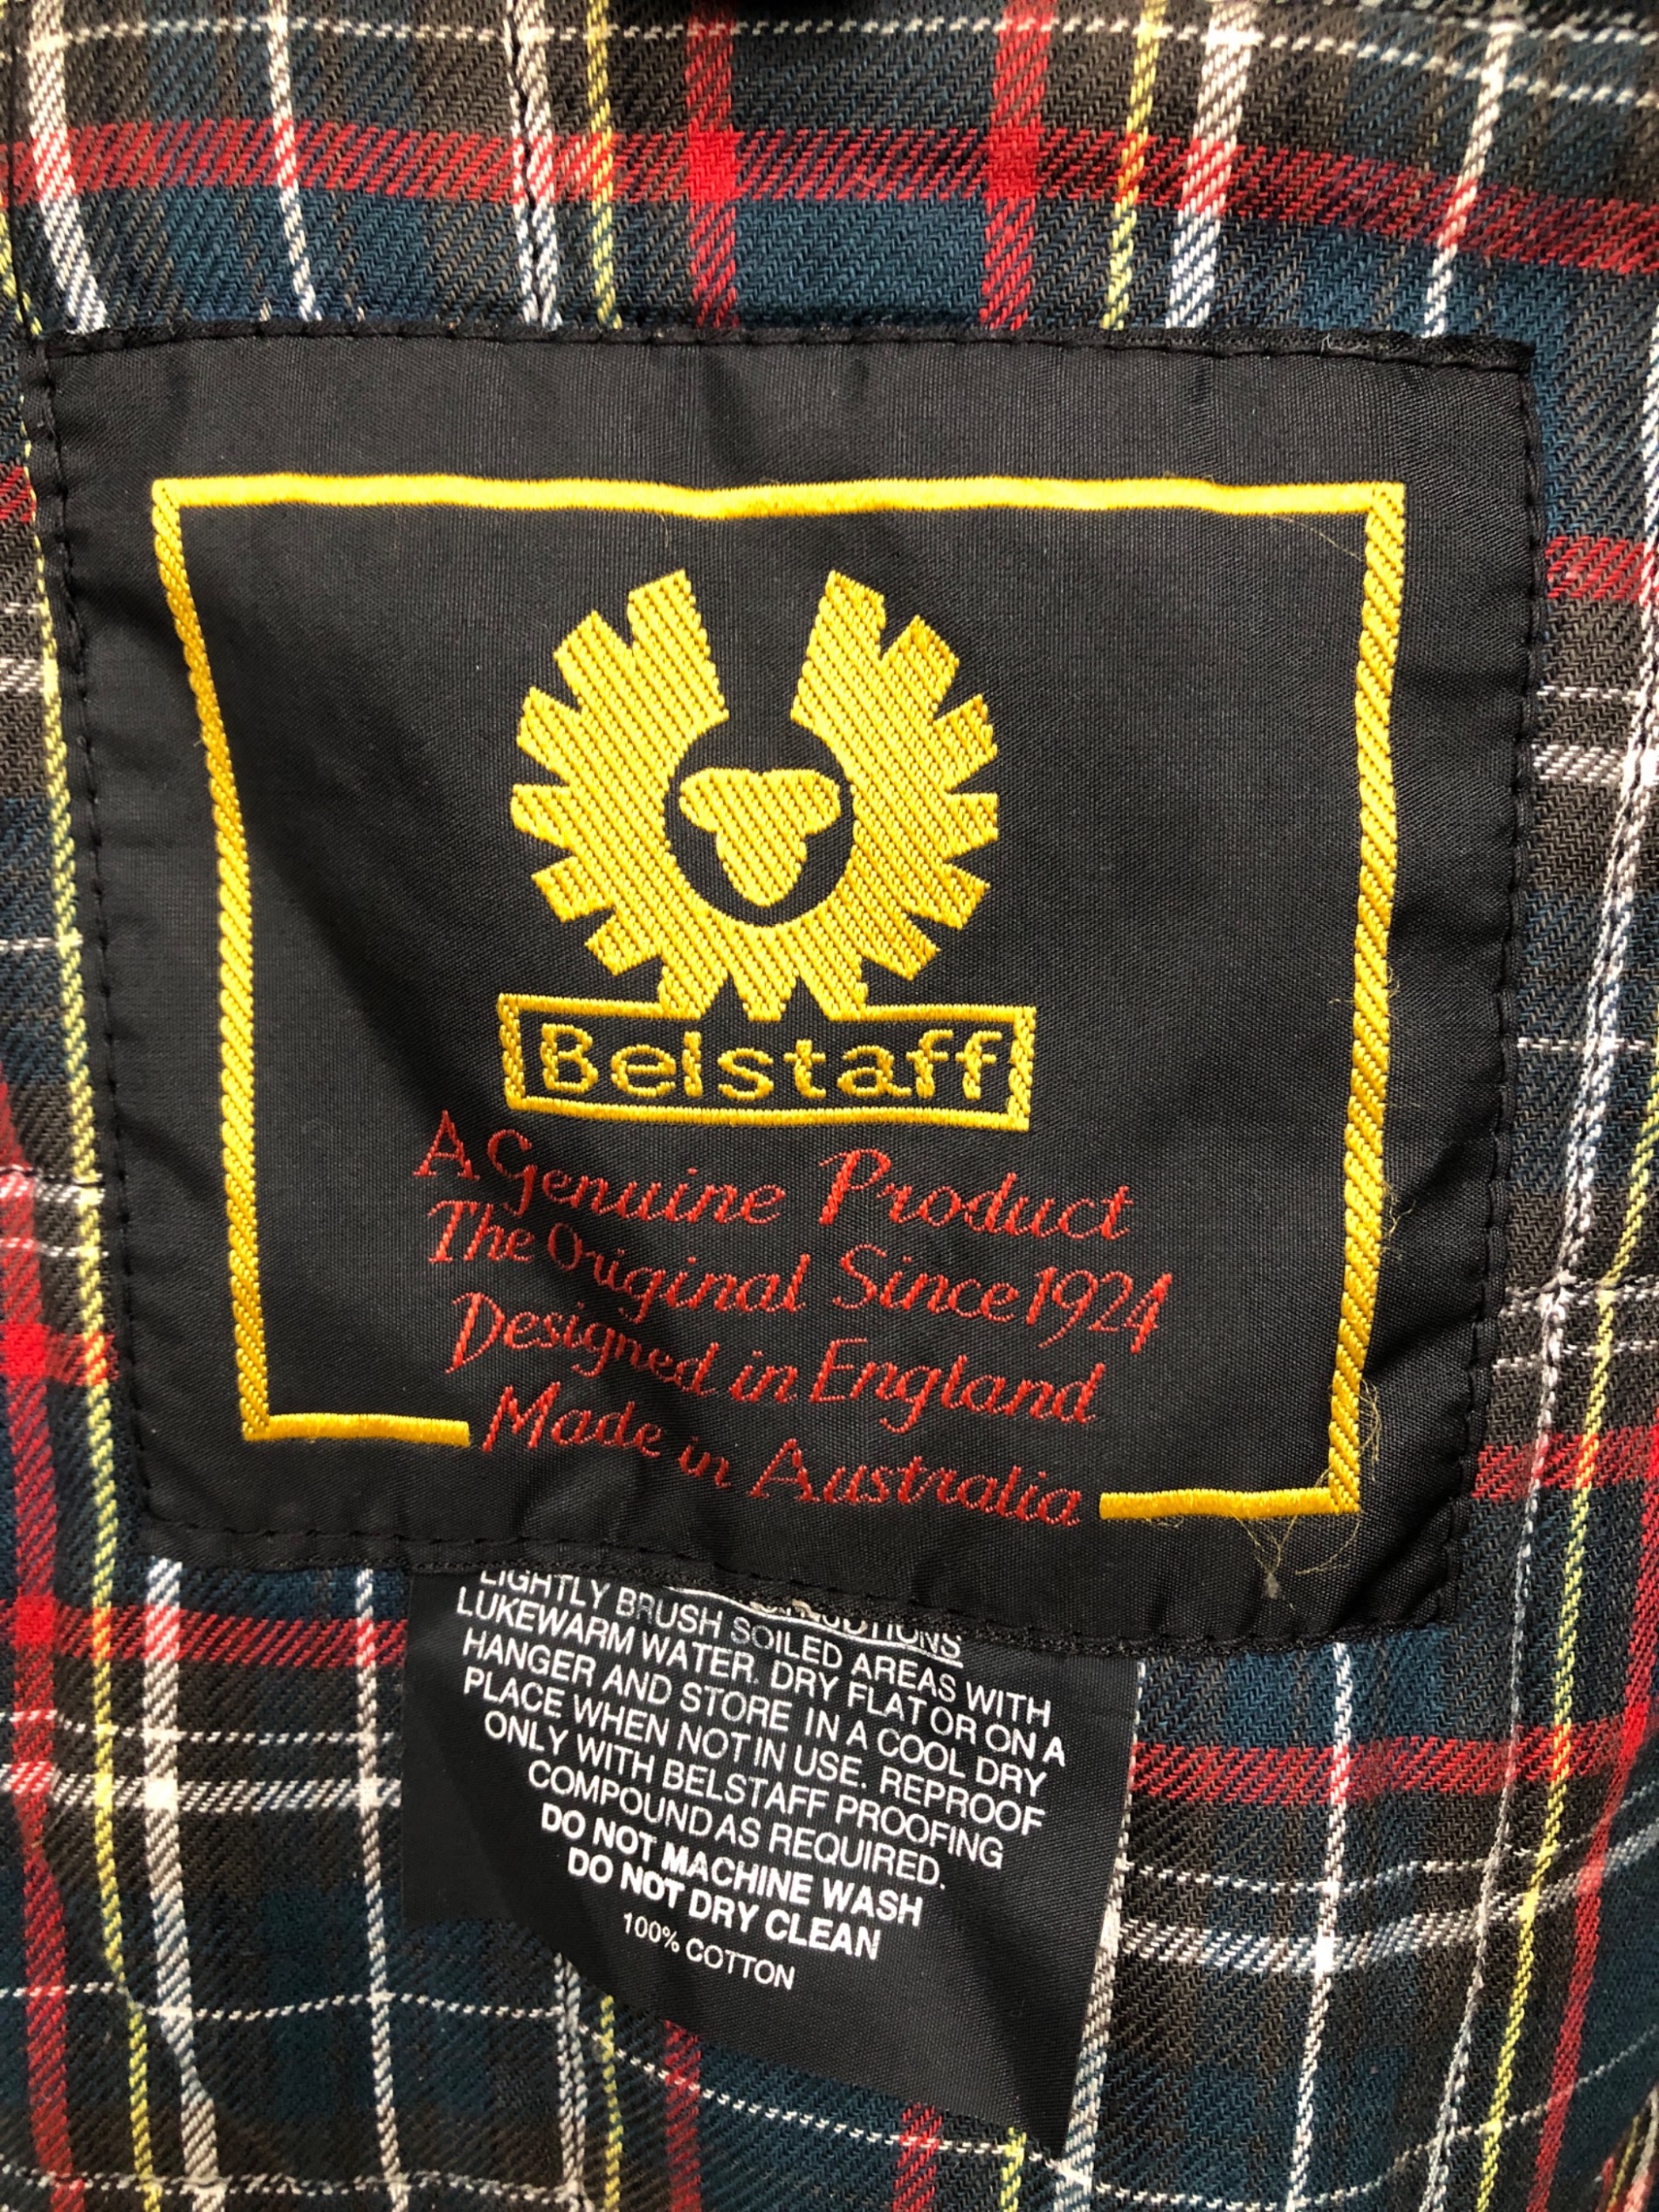 Belstaff
A Genuine Product
The Original Since 1924
Designed in England
Made in Australia
LIGHTLY BRUSH SOILED AREAS WITH
LUKEWARM WATER. DRY FLAT OR ON A
HANGER AND STORE IN A COOL DRY
PLACE WHEN NOT IN USE. REPROOF
ONLY WITH BELSTAFF PROOFING
COMPOUND AS REQUIRED.
DO NOT MACHINE WASH
DO NOT DRY CLEAN
100% COTTON